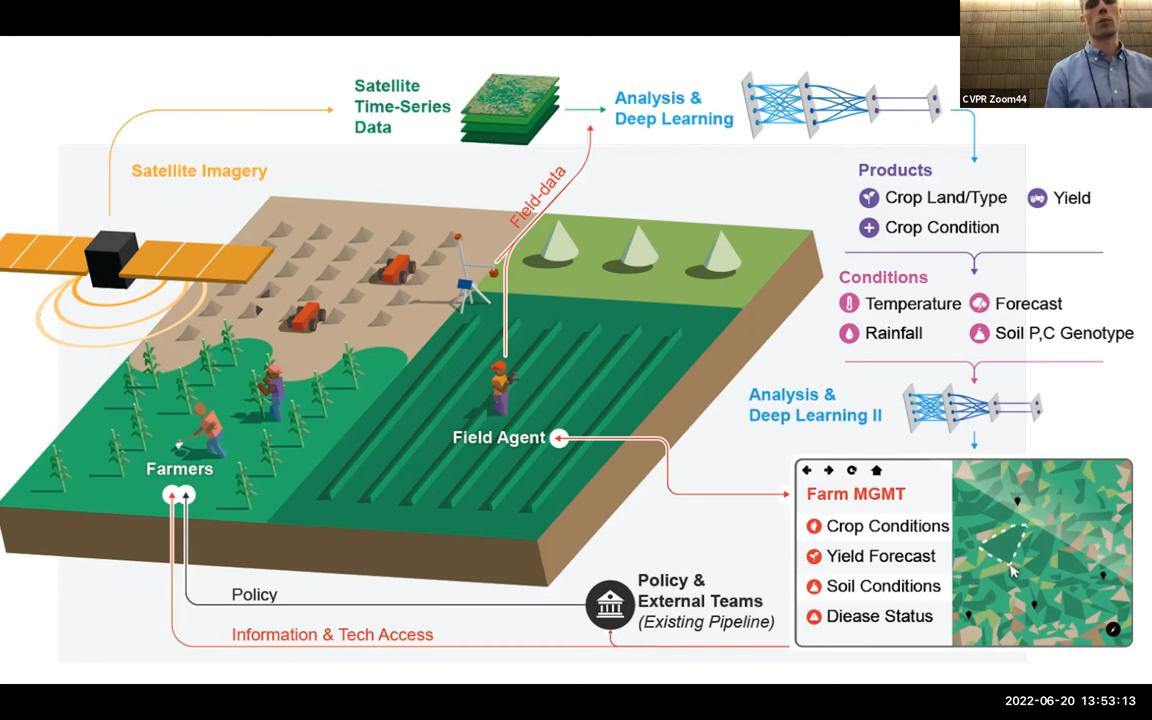 CVPR Zoom44
Satellite
Time-Series
Data
Analysis &
Deep Learning
Satellite Imagery
Field-data
Products
Crop Land/Type
Yield
Crop Condition
Conditions
Temperature
Forecast
Rainfall
Soil P,C Genotype
Analysis &
Deep Learning II
Field Agent
Farmers
Farm MGMT
Crop Conditions
Yield Forecast
Soil Conditions
Diease Status
Policy &
External Teams
(Existing Pipeline)
Policy
Information & Tech Access
2022-06-20 13:53:13